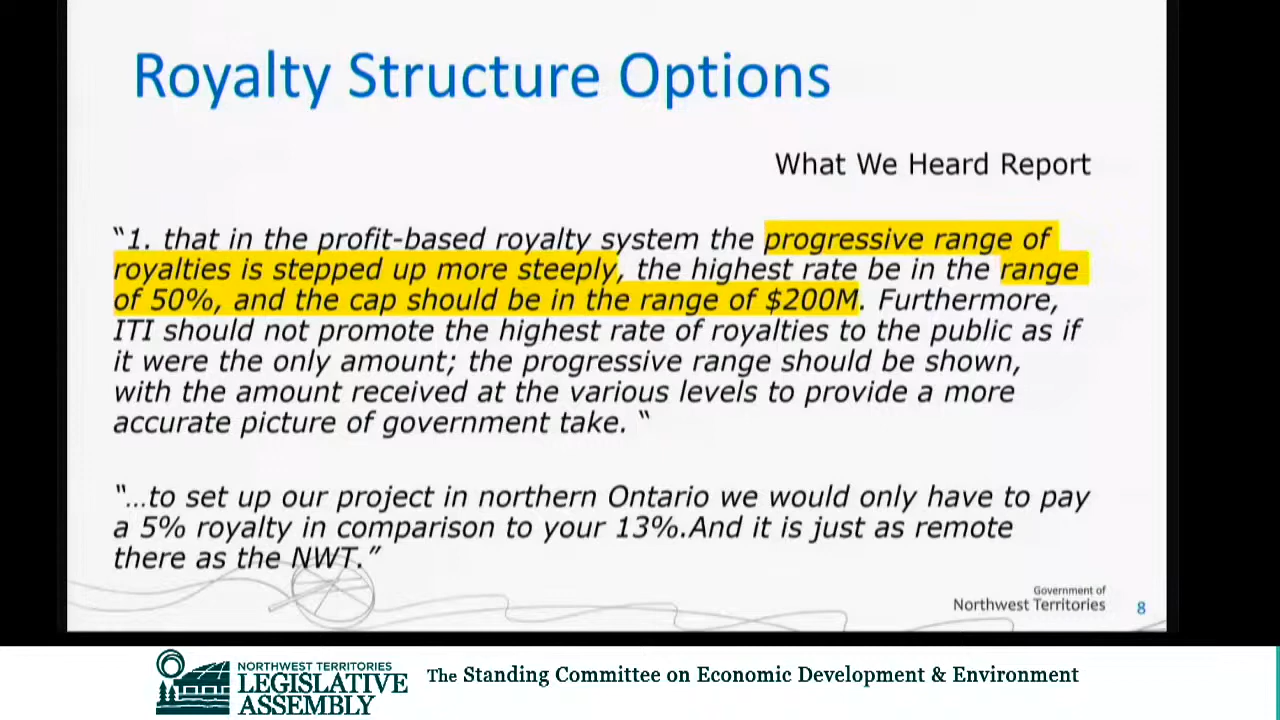 Royalty Structure Options
What We Heard Report
“1. that in the profit-based royalty system the progressive range of
royalties is stepped up more steeply, the highest rate be in the range
of 50%, and the cap should be in the range of $200M. Furthermore,
ITI should not promote the highest rate of royalties to the public as if
it were the only amount; the progressive range should be shown,
with the amount received at the various levels to provide a more
accurate picture of government take. “
“…to set up our project in northern Ontario we would only have to pay
a 5% royalty in comparison to your 13%.And it is just as remote
there as the NWT.”
Government of
Northwest Territories
8
NORTHWEST TERRITORIES
LEGISLATIVE
ASSEMBLY
The Standing Committee on Economic Development & Environment